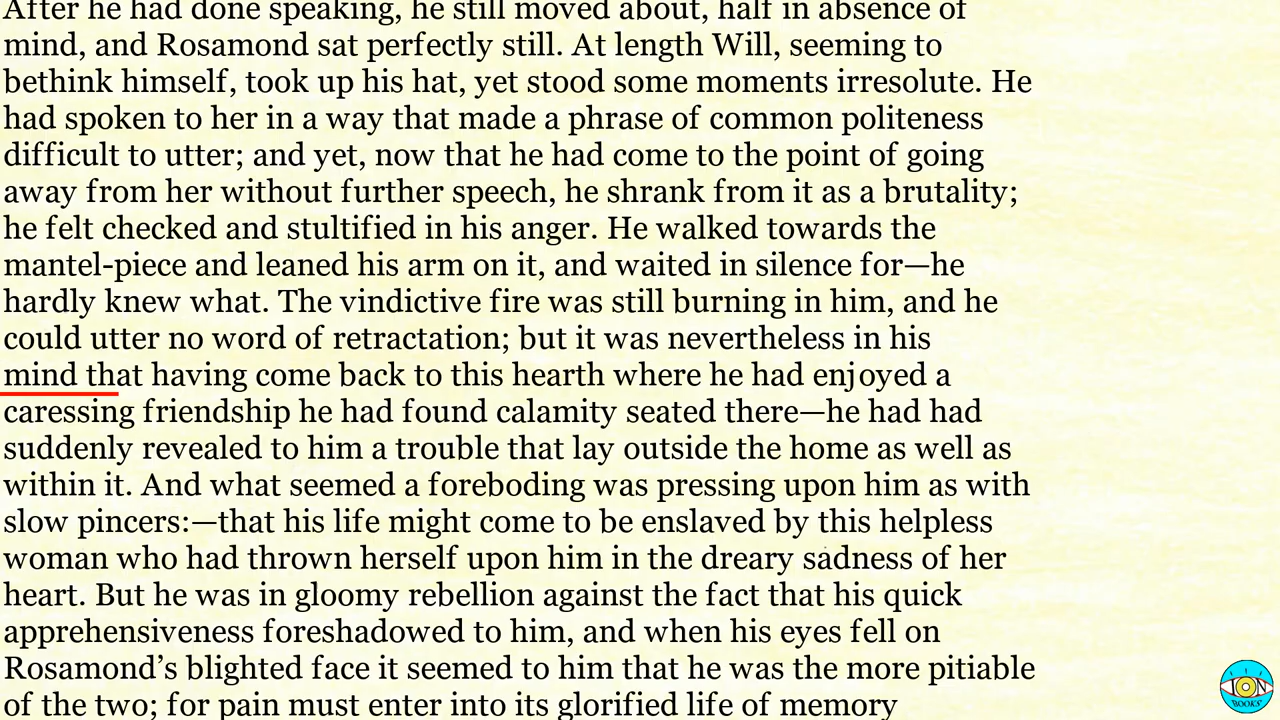 After he had done speaking, he still moved about, half in absence of
mind, and Rosamond sat perfectly still. At length Will, seeming to
bethink himself, took up his hat, yet stood some moments irresolute. He
had spoken to her in a way that made a phrase of common politeness
difficult to utter; and yet, now that he had come to the point of going
away from her without further speech, he shrank from it as a brutality;
he felt checked and stultified in his anger. He walked towards the
mantel-piece and leaned his arm on it, and waited in silence for—he
hardly knew what. The vindictive fire was still burning in him, and he
could utter no word of retractation; but it was nevertheless in his
mind that having come back to this hearth where he had enjoyed a
caressing friendship he had found calamity seated there—he had had
suddenly revealed to him a trouble that lay outside the home as well as
within it. And what seemed a foreboding was pressing upon him as with
slow pincers:—that his life might come to be enslaved by this helpless
woman who had thrown herself upon him in the dreary sadness of her
heart. But he was in gloomy rebellion against the fact that his quick
apprehensiveness foreshadowed to him, and when his eyes fell on
Rosamond’s blighted face it seemed to him that he was the more pitiable
of the two; for pain must enter into its glorified life of memory
ION
BOOKS